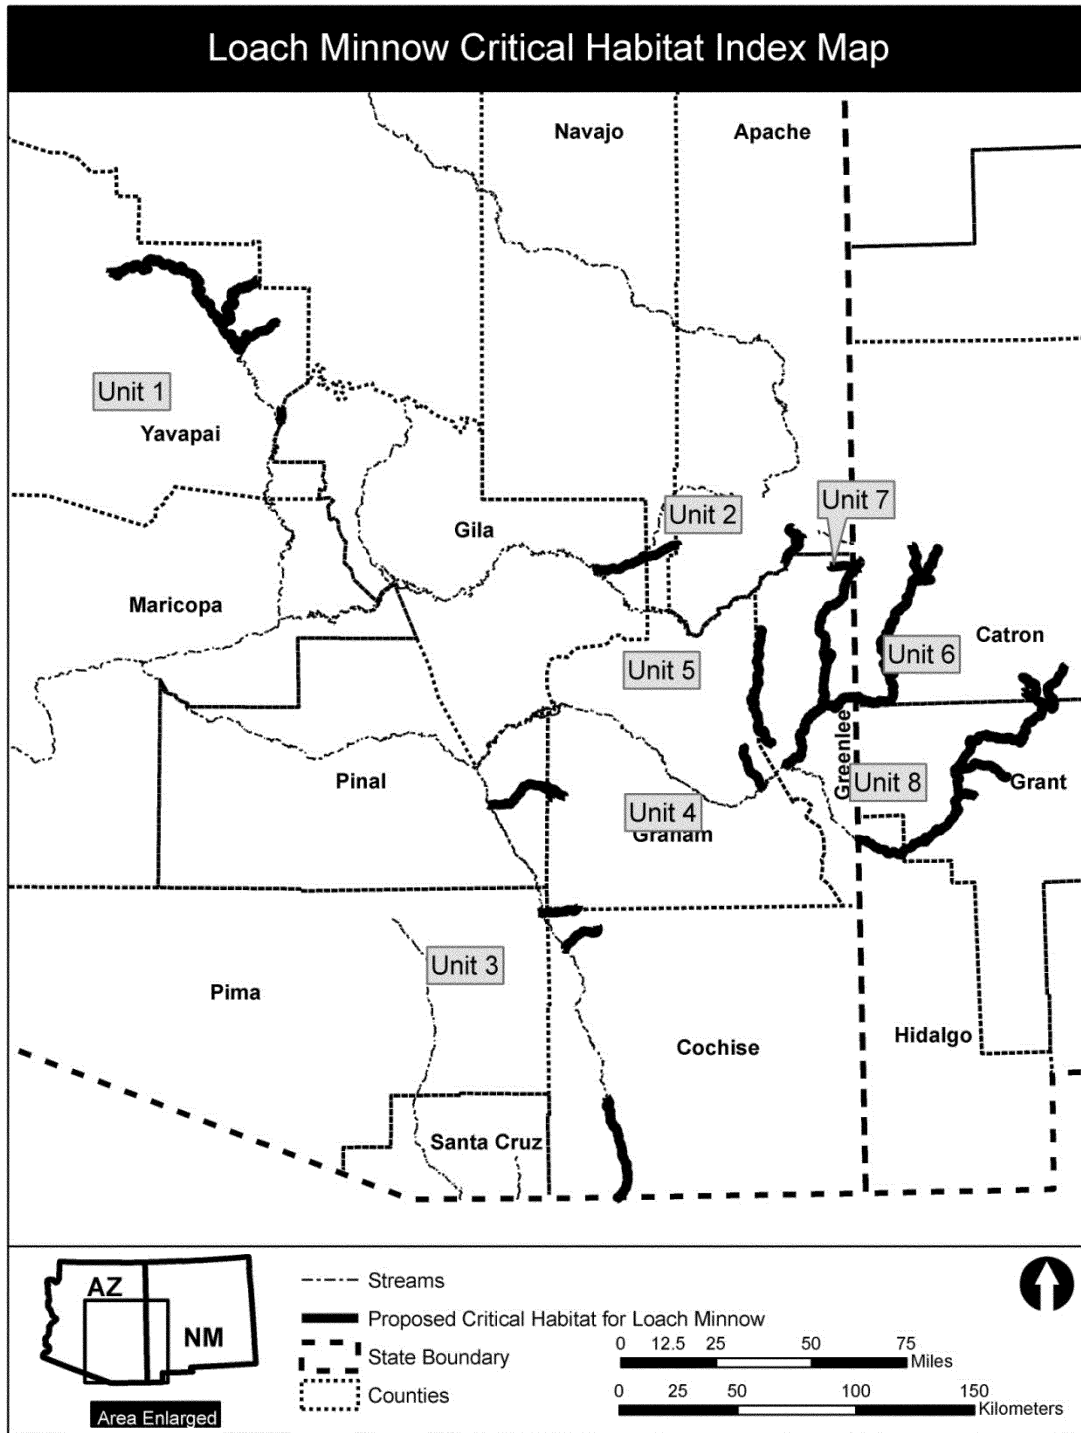 Loach Minnow Critical Habitat Index Map
Navajo
Apache
Unit 1
Yavapai
Unit 7
Unit 2
Gila
Maricopa
Catron
Unit 6
Unit 5
Greenlee
Pinal
Unit 8
Grant
Unit 4
Graham
Unit 3
Pima
Hidalgo
Cochise
Santa Cruz
AZ
NM
Area Enlarged
Streams
Proposed Critical Habitat for Loach Minnow
State Boundary
Counties
0 12.5 25 50 75
Miles
0 25 50 100 150
Kilometers